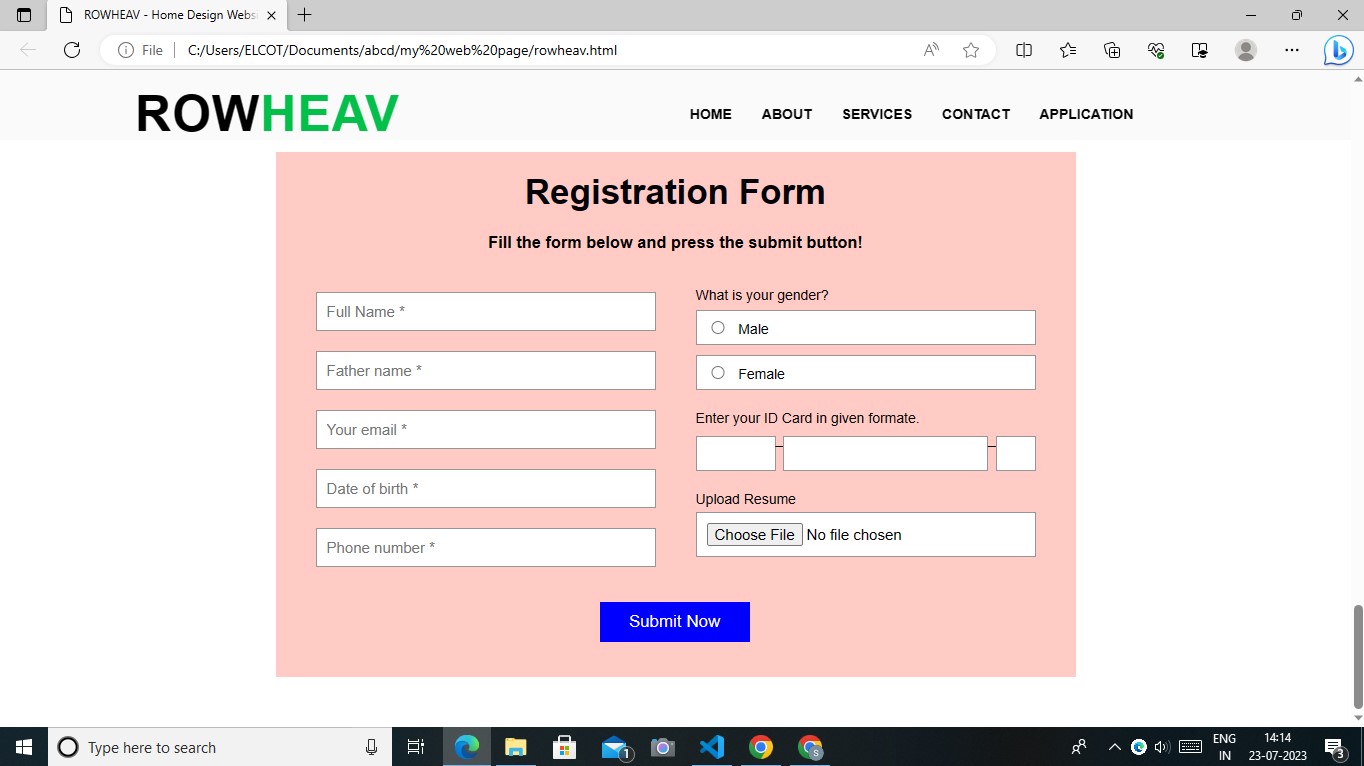 ROWHEAV - Home Design Webs
File
C:/Users/ELCOT/Documents/abcd/my%20web%20page/rowheav.html
ROWHEAV
HOME ABOUT SERVICES CONTACT APPLICATION
Registration Form
Fill the form below and press the submit button!
Full Name *
Father name *
Your email *
Date of birth *
Phone number *
What is your gender?
Male
Female
Enter your ID Card in given formate.
Upload Resume
Choose File No file chosen
Submit Now
Type here to search
1
S
ENG
IN
14:14
23-07-2023
3